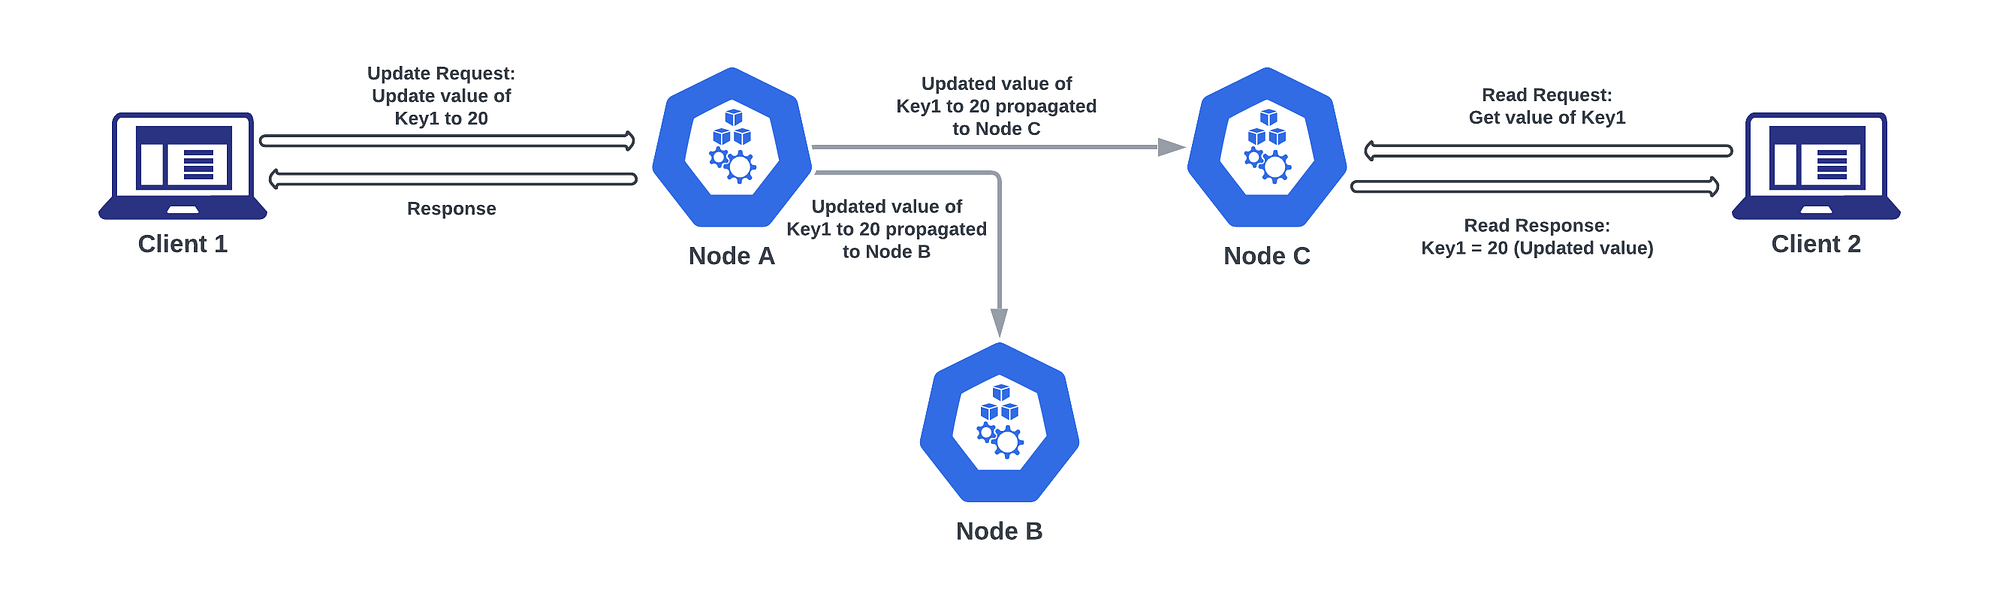 Update Request:
Update value of
Key1 to 20
Response
Client 1
Node A
Updated value of
Key1 to 20 propagated
to Node C
Updated value of
Key1 to 20 propagated
to Node B
Node B
Node C
Read Request:
Get value of Key1
Read Response:
Key1 = 20 (Updated value)
Client 2